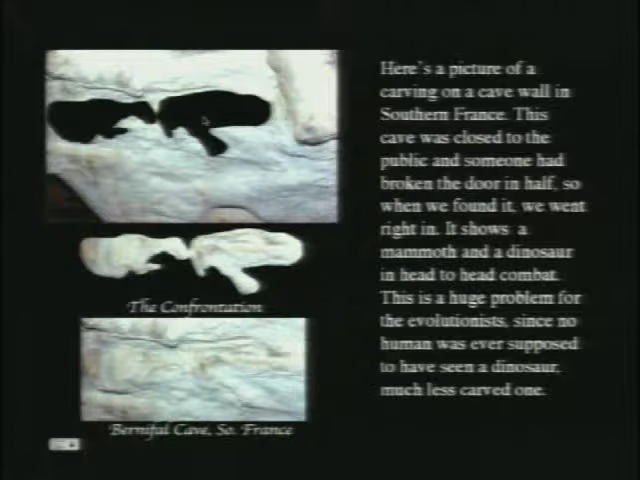 Here's a picture of a
carving on a cave wall in
Southern France. This
cave was closed to the
public and someone had
broken the door in half, so
when we found it, we went
right in. It shows a
mammoth and a dinosaur
in head to head combat.
This is a huge problem for
the evolutionists, since no
human was ever supposed
to have seen a dinosaur,
much less carved one.
The Confrontation
Bernifal Cave, So. France